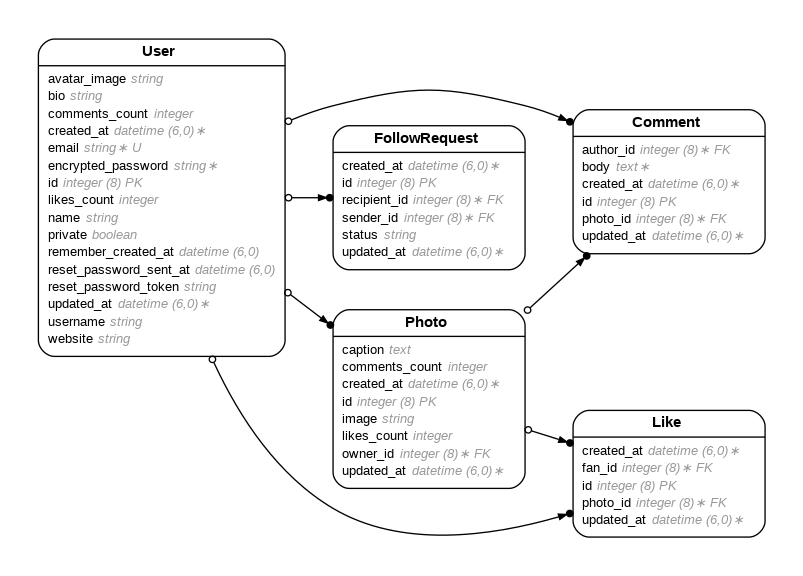 User
avatar_image string
bio string
comments_count integer
created_at datetime (6,0)∗
email string∗ U
encrypted_password string∗
id integer (8) PK
likes_count integer
name string
private boolean
remember_created_at datetime (6,0)
reset_password_sent_at datetime (6,0)
reset_password_token string
updated_at datetime (6,0)∗
username string
website string
FollowRequest
created_at datetime (6,0)∗
id integer (8) PK
recipient_id integer (8)∗ FK
sender_id integer (8)∗ FK
status string
updated_at datetime (6,0)∗
Photo
caption text
comments_count integer
created_at datetime (6,0)∗
id integer (8) PK
image string
likes_count integer
owner_id integer (8)∗ FK
updated_at datetime (6,0)∗
Comment
author_id integer (8)∗ FK
body text∗
created_at datetime (6,0)∗
id integer (8) PK
photo_id integer (8)∗ FK
updated_at datetime (6,0)∗
Like
created_at datetime (6,0)∗
fan_id integer (8)∗ FK
id integer (8) PK
photo_id integer (8)∗ FK
updated_at datetime (6,0)∗